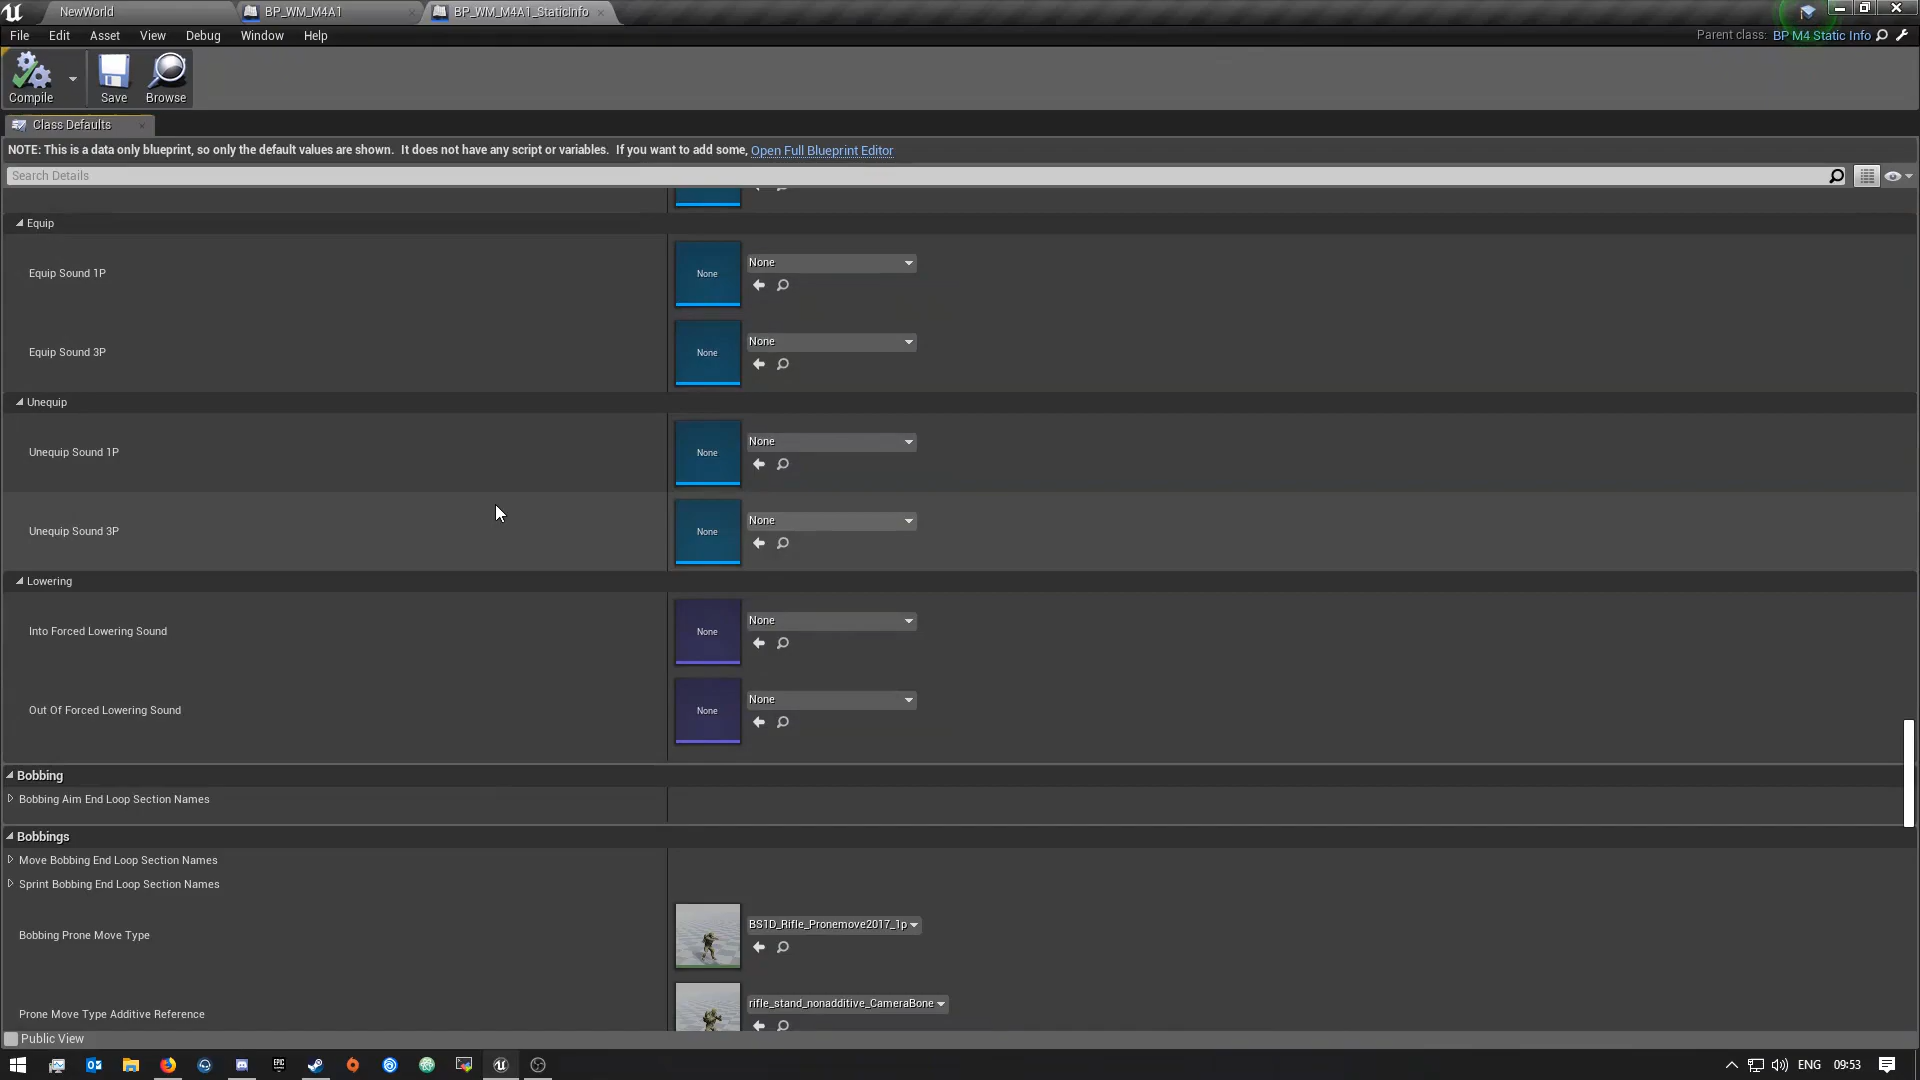 NewWorld
BP_WM_M4A1
BP_WM_M4A1_StaticInfo
File Edit Asset View Debug Window Help
Parent class: BP M4 Static Info
Compile
Save
Browse
Class Defaults
NOTE: This is a data only blueprint, so only the default values are shown. It does not have any script or variables. If you want to add some, Open Full Blueprint Editor
Search Details
Equip
Equip Sound 1P
None
None
Equip Sound 3P
None
None
Unequip
Unequip Sound 1P
None
None
Unequip Sound 3P
None
None
Lowering
Into Forced Lowering Sound
None
None
Out Of Forced Lowering Sound
None
None
Bobbing
Bobbing Aim End Loop Section Names
Bobbings
Move Bobbing End Loop Section Names
Sprint Bobbing End Loop Section Names
Bobbing Prone Move Type
BS1D_Rifle_Pronemove2017_1p
Prone Move Type Additive Reference
rifle_stand_nonadditive_CameraBone
Public View
EPIC
ENG
09:53